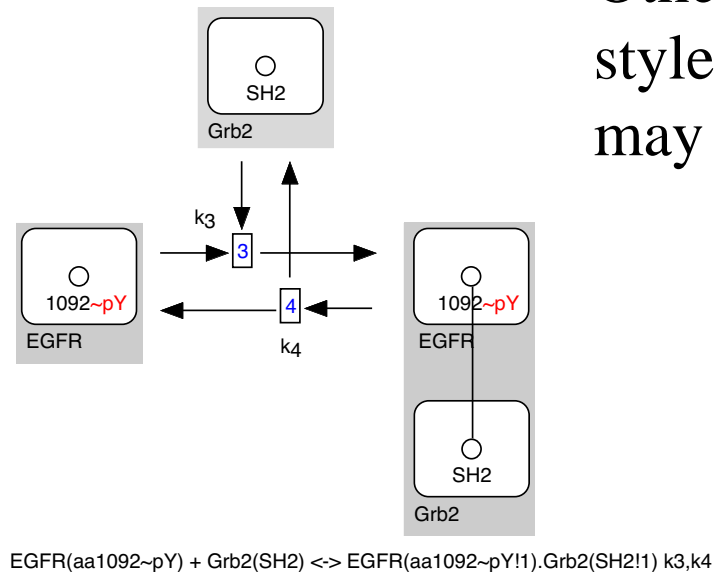 style
may
SH2
Grb2
k3
3
1092~pY
EGFR
4
k4
1092~pY
EGFR
SH2
Grb2
EGFR(aa1092~pY) + Grb2(SH2) <-> EGFR(aa1092~pY!1).Grb2(SH2!1) k3,k4